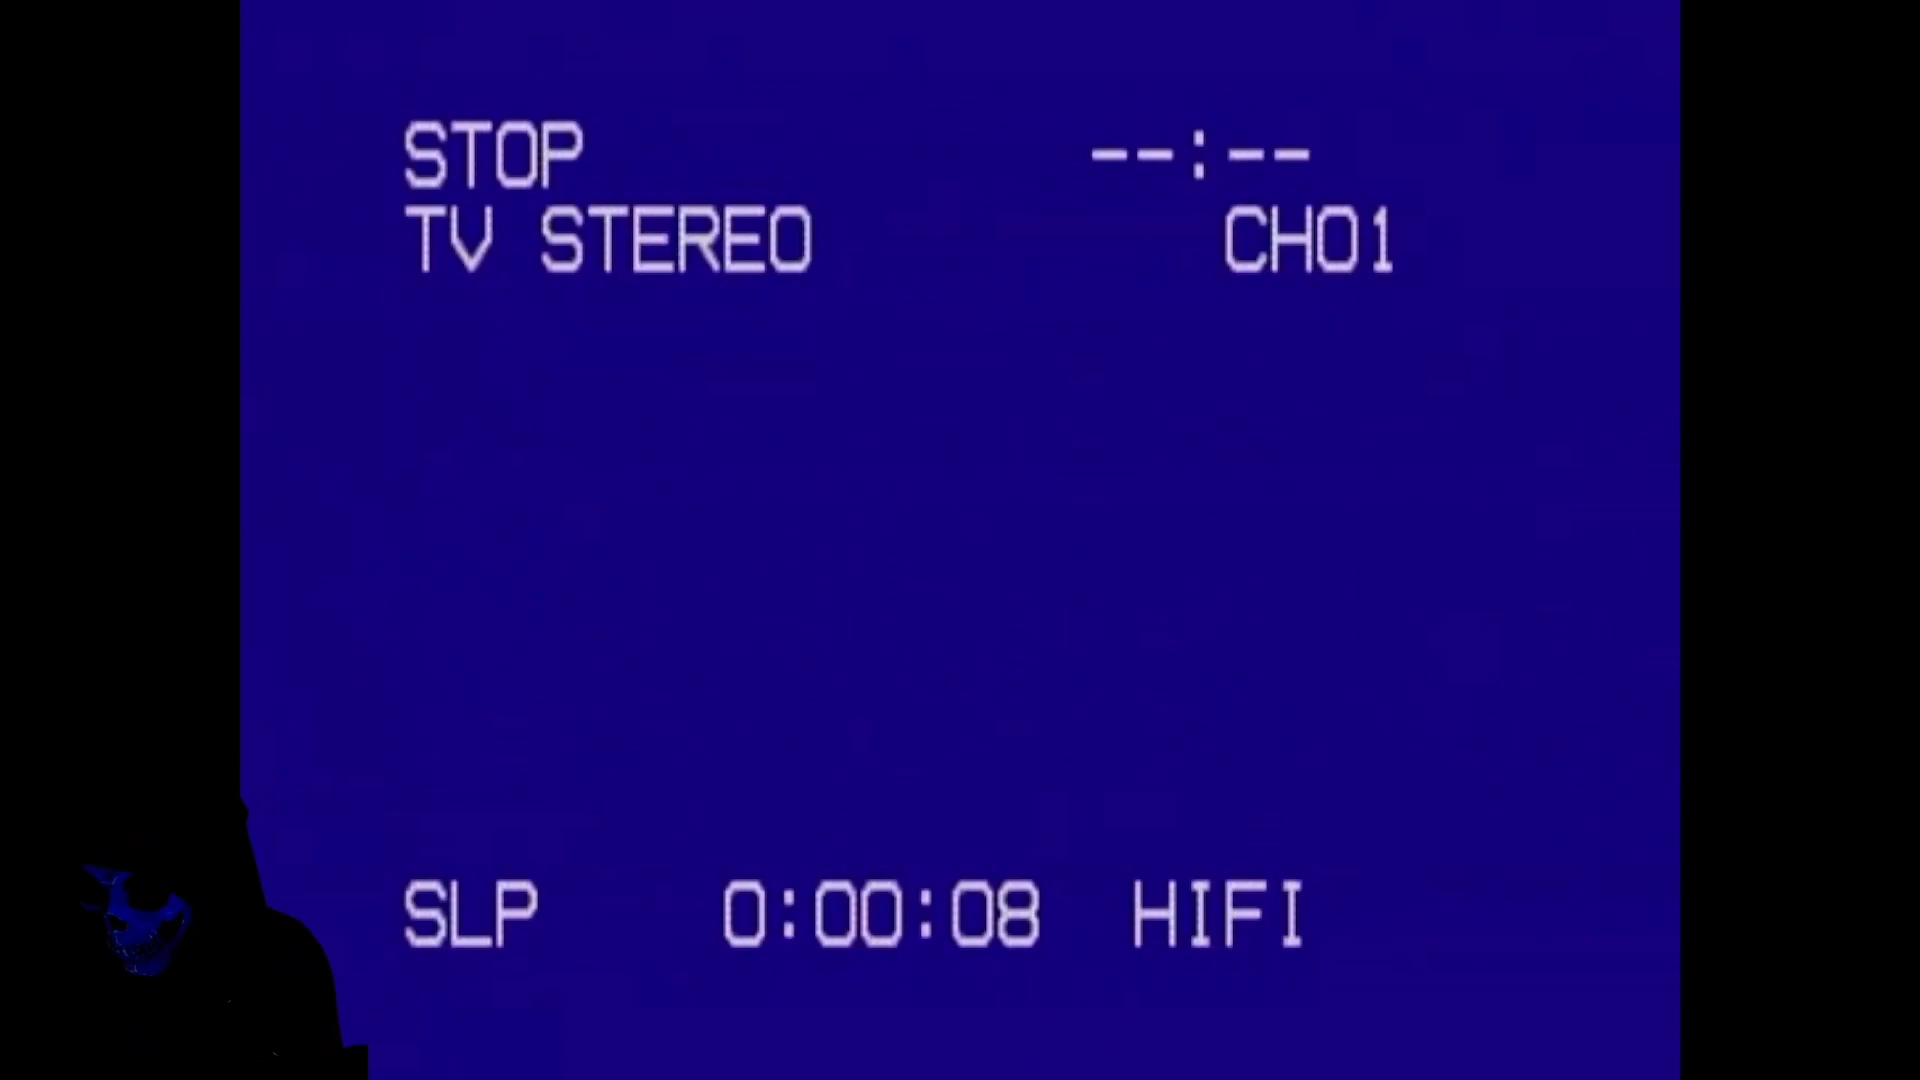 STOP --:--
TV STEREO CH01
SLP 0:00:08 HIFI